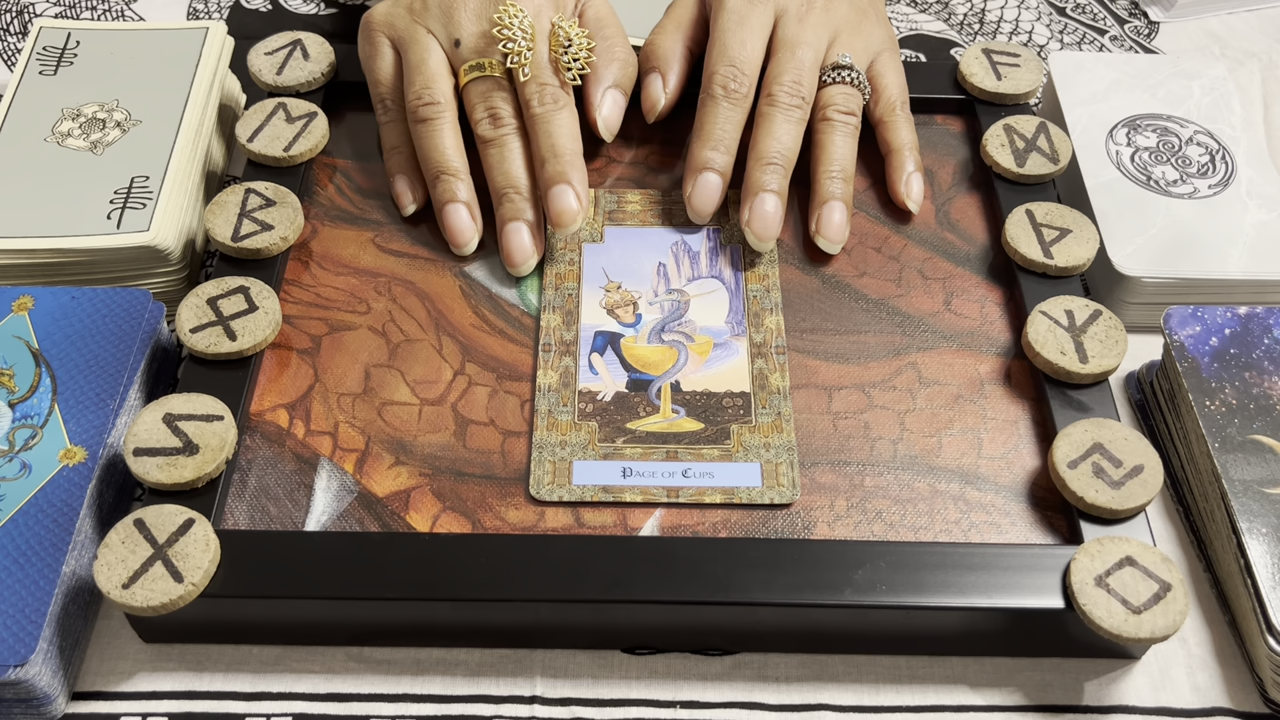 ᛏ
ᛖ
ᛒ
ᛟ
ᛊ
ᚷ
ᚨ
ᛞ
ᚦ
ᛉ
ᛜ
Page of Cups